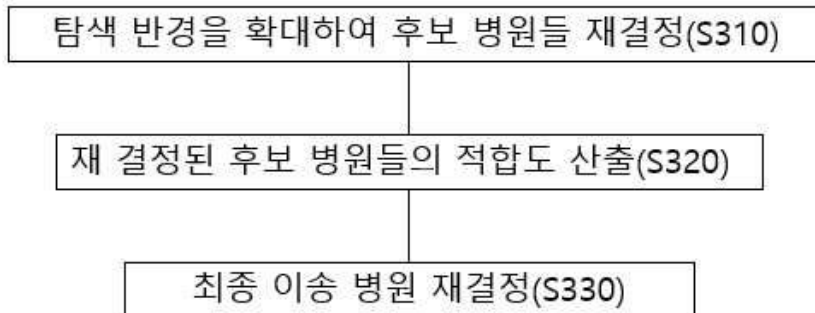 탐색 반경을 확대하여 후보 병원들 재결정(S310)
재 결정된 후보 병원들의 적합도 산출(S320)
최종 이송 병원 재결정(S330)